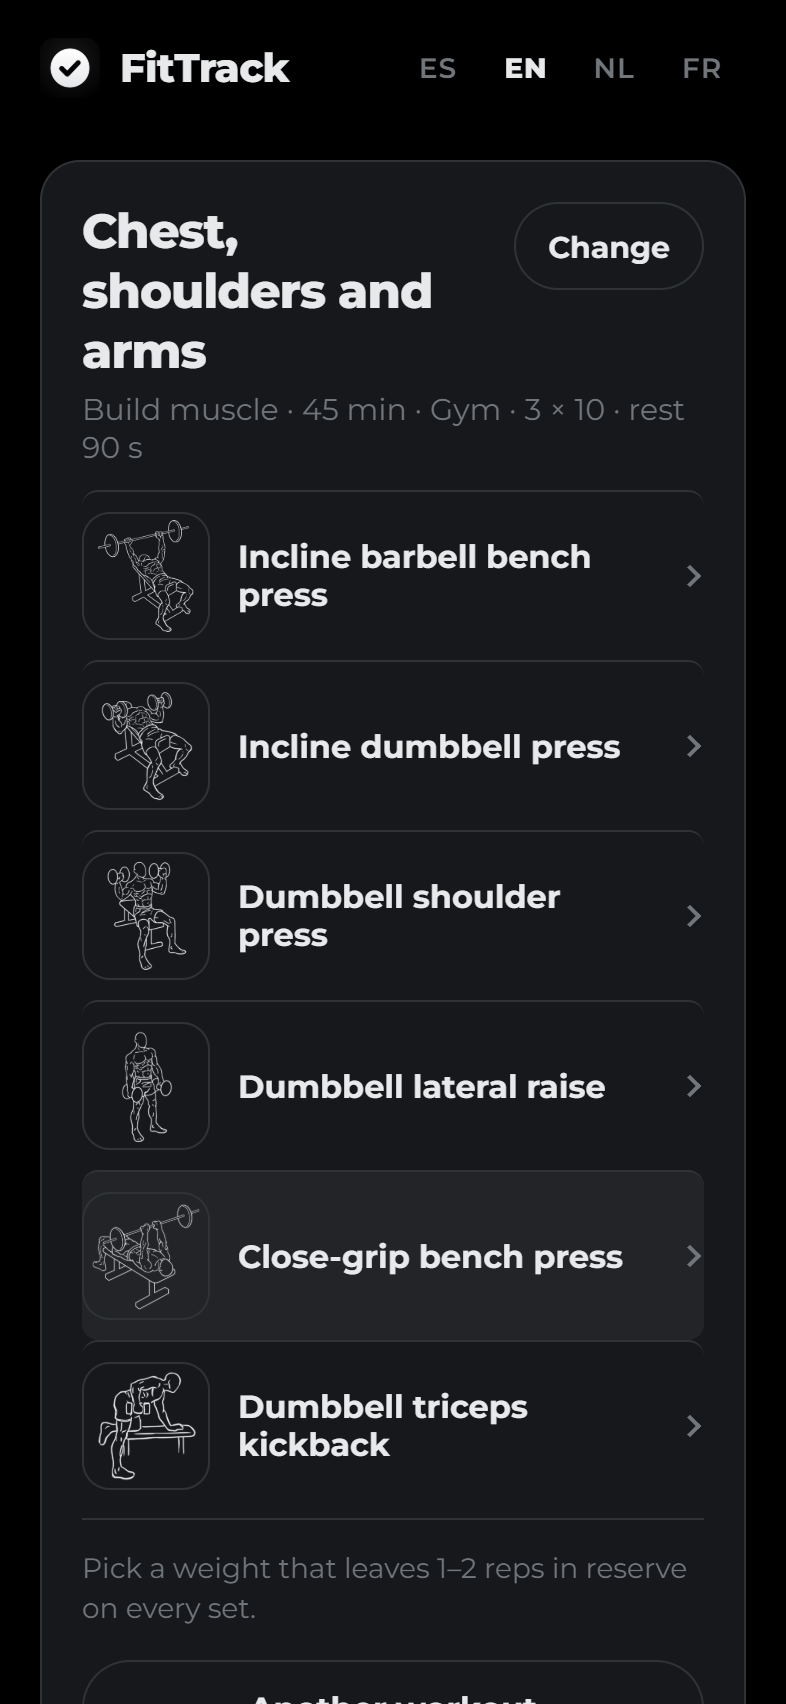 FitTrack
ES EN NL FR
Chest,
shoulders and
arms
Change
Build muscle · 45 min · Gym · 3 × 10 · rest
90 s
Incline barbell bench
press
Incline dumbbell press
Dumbbell shoulder
press
Dumbbell lateral raise
Close-grip bench press
Dumbbell triceps
kickback
Pick a weight that leaves 1–2 reps in reserve
on every set.
Another workout